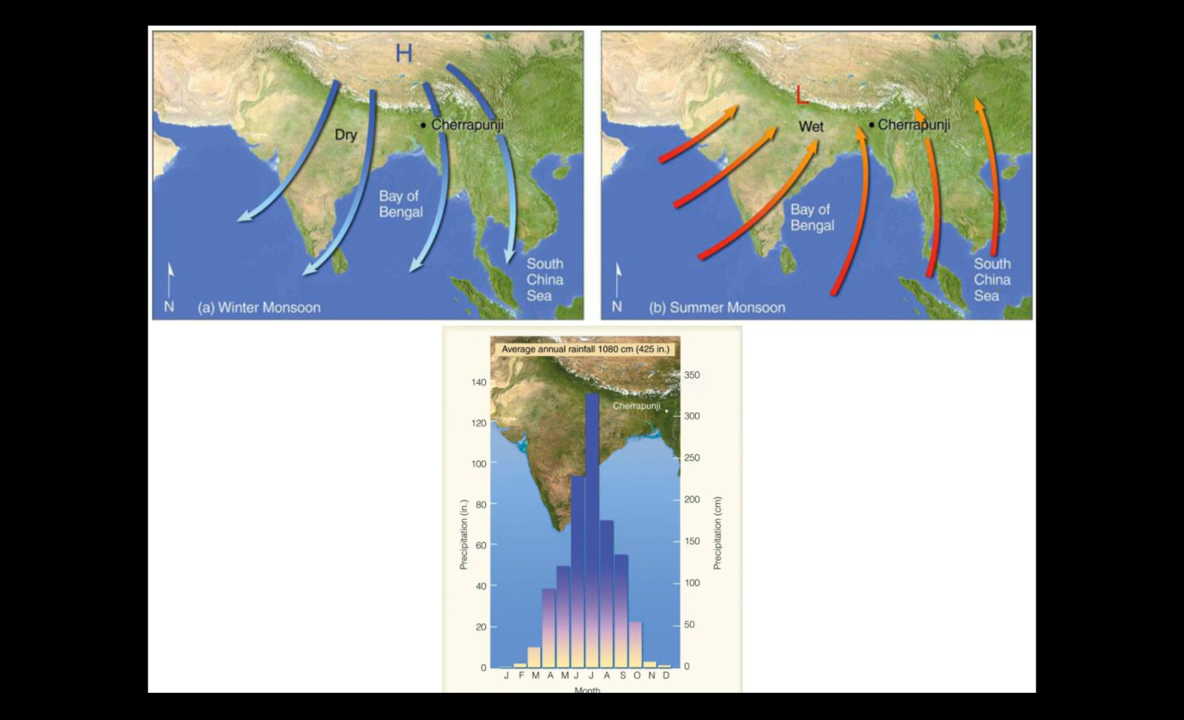 H
Dry
Cherrapunji
Bay of
Bengal
South
China
Sea
N
(a) Winter Monsoon
L
Wet
Cherrapunji
Bay of
Bengal
South
China
Sea
N
(b) Summer Monsoon
Average annual rainfall 1080 cm (425 in.)
Cherrapunji
140
120
100
80
60
40
20
0
Precipitation (in.)
350
300
250
200
150
100
50
0
Precipitation (cm)
J F M A M J J A S O N D
Month